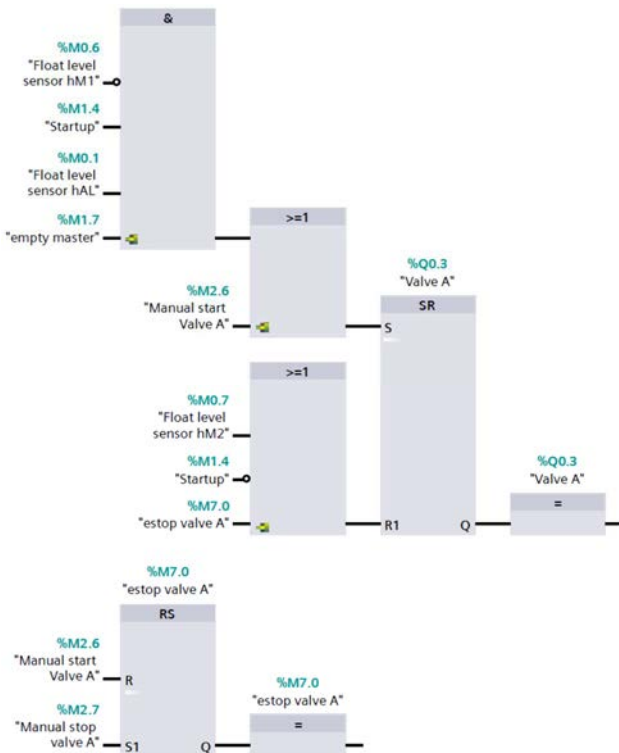 &
%M0.6
"Float level
sensor hM1"
%M1.4
"Startup"
%M0.1
"Float level
sensor hAL"
%M1.7
"empty master"
>=1
%M2.6
"Manual start
Valve A"
%Q0.3
"Valve A"
SR
S
>=1
%M0.7
"Float level
sensor hM2"
%M1.4
"Startup"
%M7.0
"estop valve A"
R1
Q
%Q0.3
"Valve A"
=
%M7.0
"estop valve A"
RS
%M2.6
"Manual start
Valve A"
R
%M2.7
"Manual stop
valve A"
S1
Q
%M7.0
"estop valve A"
=